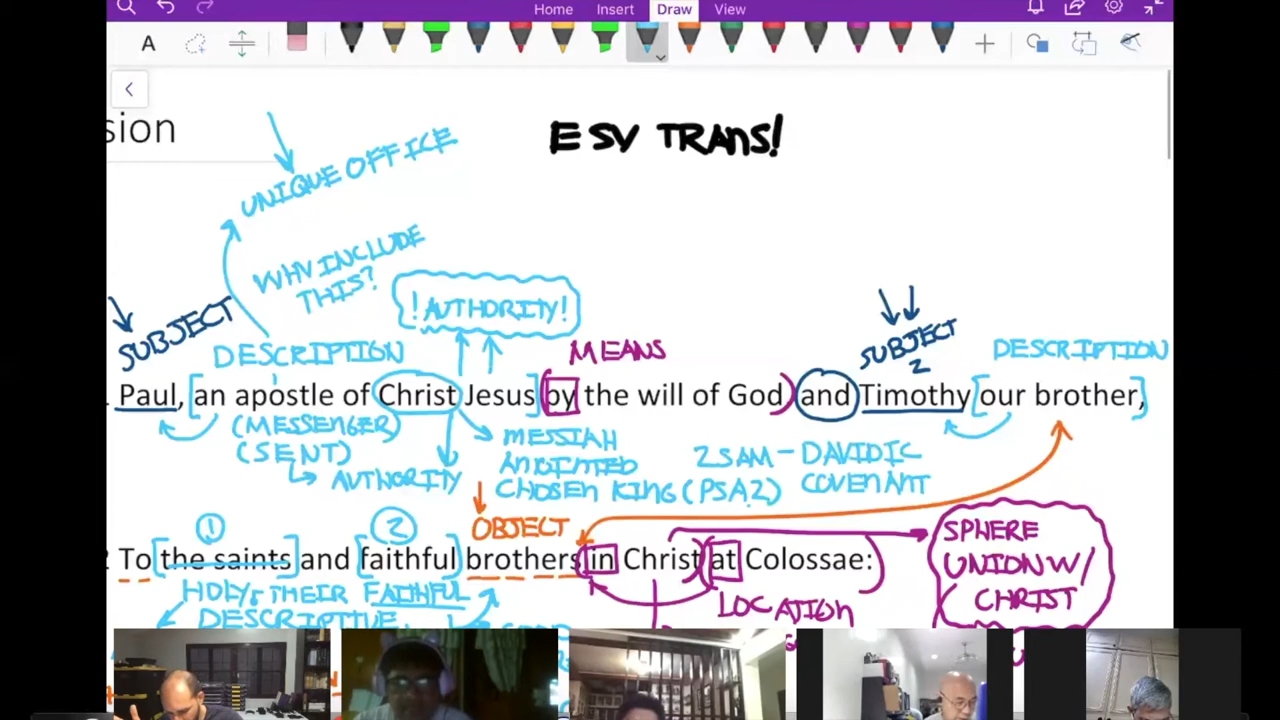 Home Insert Draw View
A
sion
ESV TRANS!
UNIQUE OFFICE
WHY INCLUDE
THIS?
! AUTHORITY!
SUBJECT
DESCRIPTION
MEANS
SUBJECT
2
DESCRIPTION
Paul, [an apostle of Christ Jesus] (by the will of God) and Timothy [our brother,]
(MESSENGER)
(SENT)
AUTHORITY
MESSIAH
ANOINTED
CHOSEN KING (PSA.2)
2SAM - DAVIDIC
COVENANT
OBJECT
1
2
SPHERE
UNION W/
CHRIST
To [the saints] and [faithful] brothers (in Christ) (at Colossae:)
HOLY, THEIR FAITHFUL
DESCRIPTIVE
LOCATION